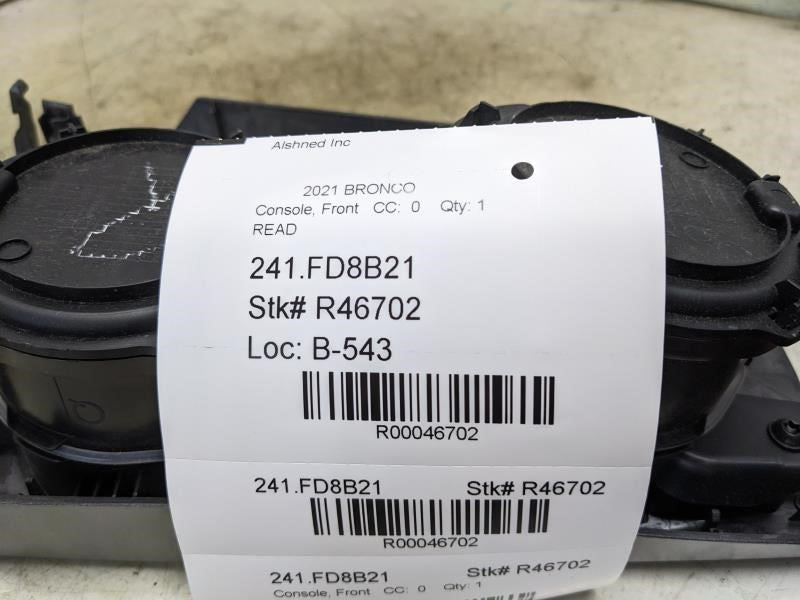 Alshned Inc
2021 BRONCO
Console, Front CC: 0 Qty: 1
READ
241.FD8B21
Stk# R46702
Loc: B-543
R00046702
241.FD8B21 Stk# R46702
R00046702
241.FD8B21 Stk# R46702
Console, Front CC: 0 Qty: 1